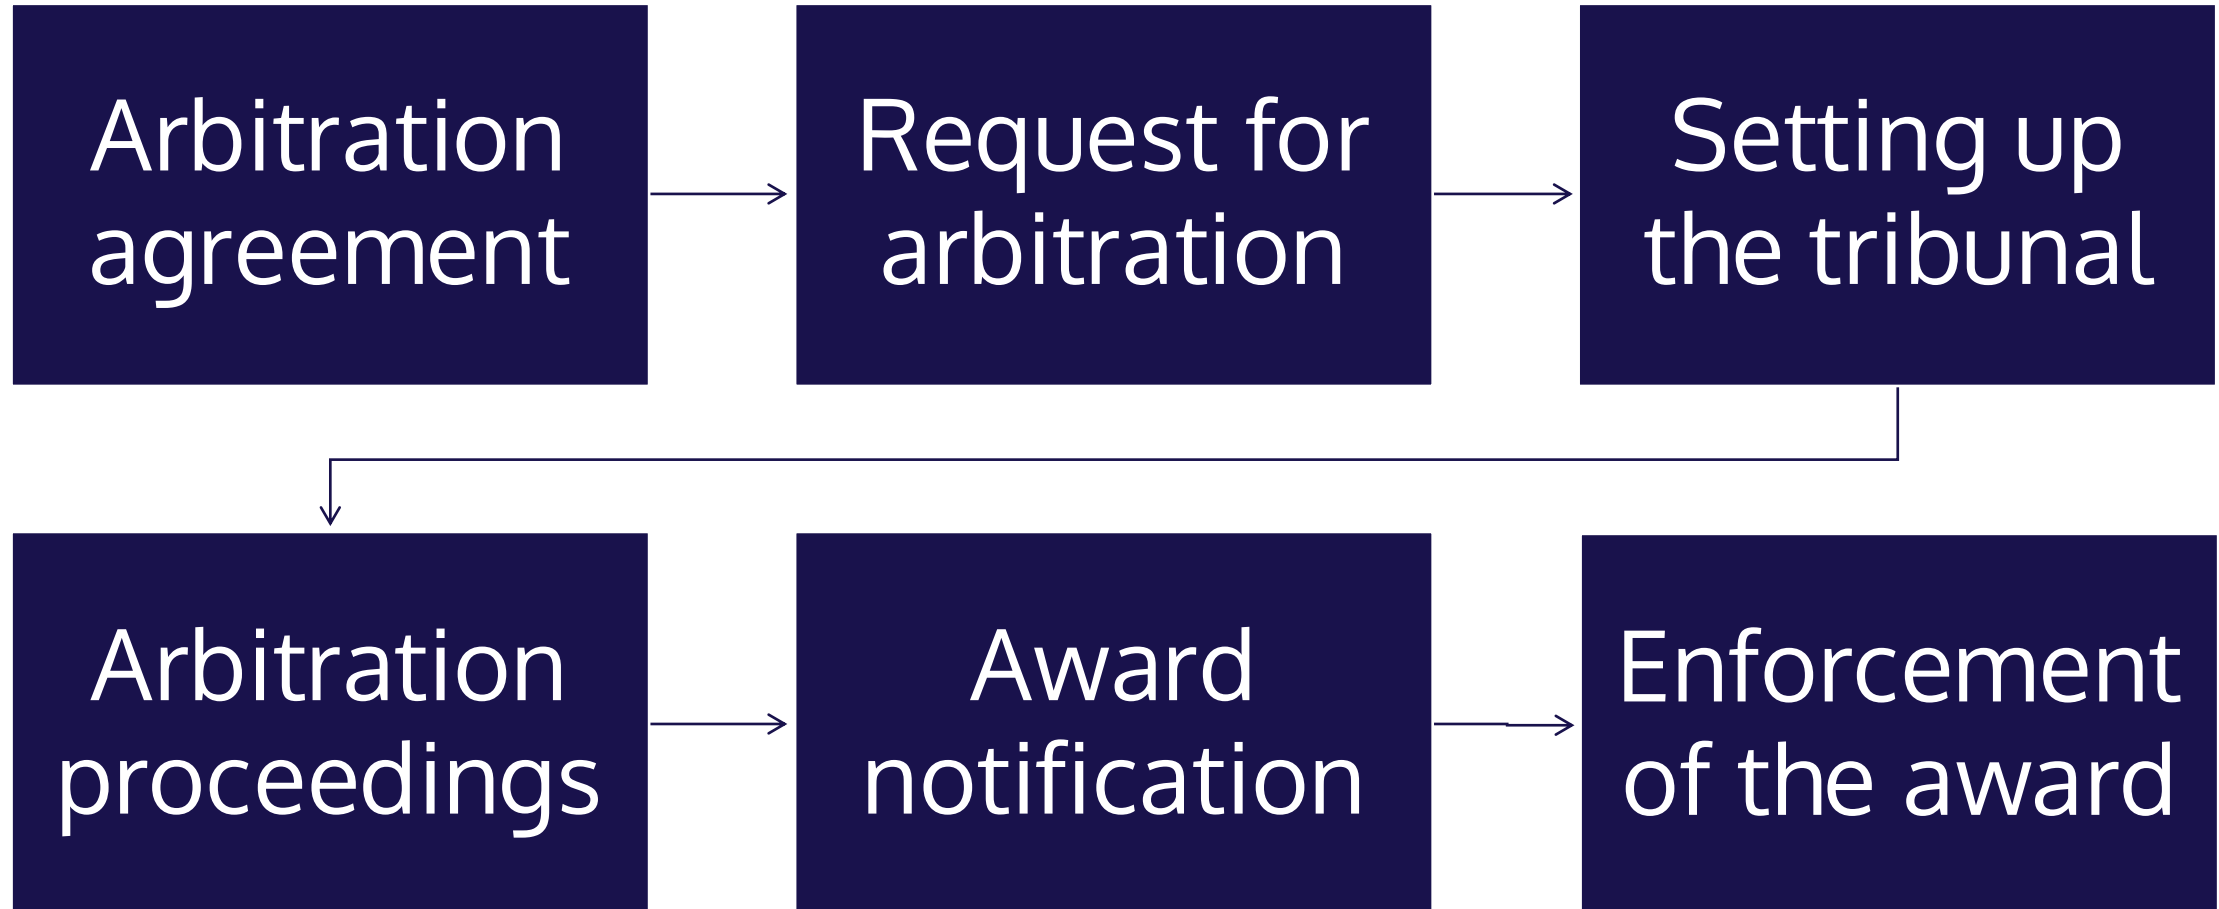 Arbitration
agreement
Request for
arbitration
Setting up
the tribunal
Arbitration
proceedings
Award
notification
Enforcement
of the award